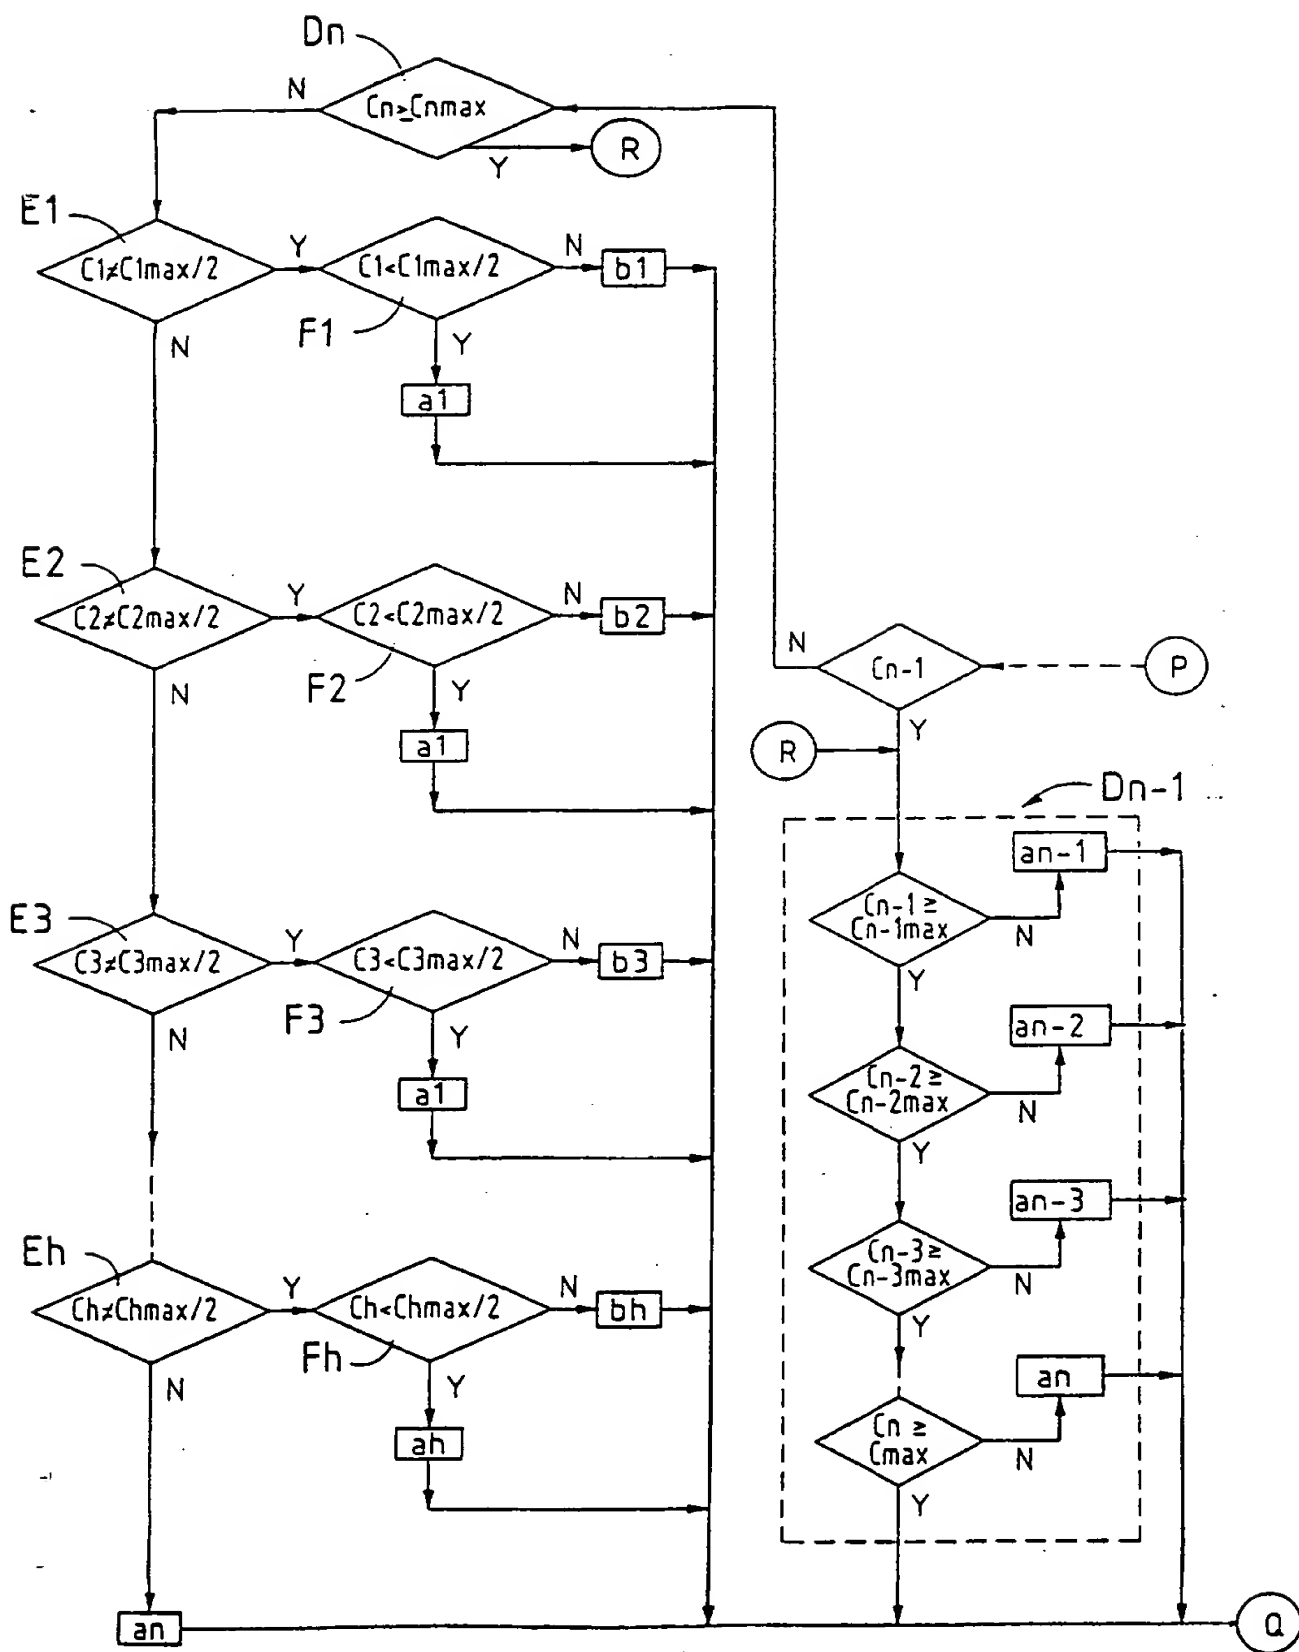 Dn
N
Cn≥Cnmax
Y
R
E1
C1≠C1max/2
Y
C1<C1max/2
N
b1
F1
N
Y
a1
E2
C2≠C2max/2
Y
C2<C2max/2
N
b2
F2
N
Y
a1
N
Cn-1
P
Y
R
Dn-1
E3
C3≠C3max/2
Y
C3<C3max/2
N
b3
F3
N
Y
a1
an-1
Cn-1 ≥
Cn-1max
N
Y
an-2
Cn-2 ≥
Cn-2max
N
Y
an-3
Cn-3 ≥
Cn-3max
N
Y
Eh
Ch≠Chmax/2
Y
Ch<Chmax/2
N
bh
Fh
N
Y
ah
an
Cn ≥
Cmax
N
Y
an
Q